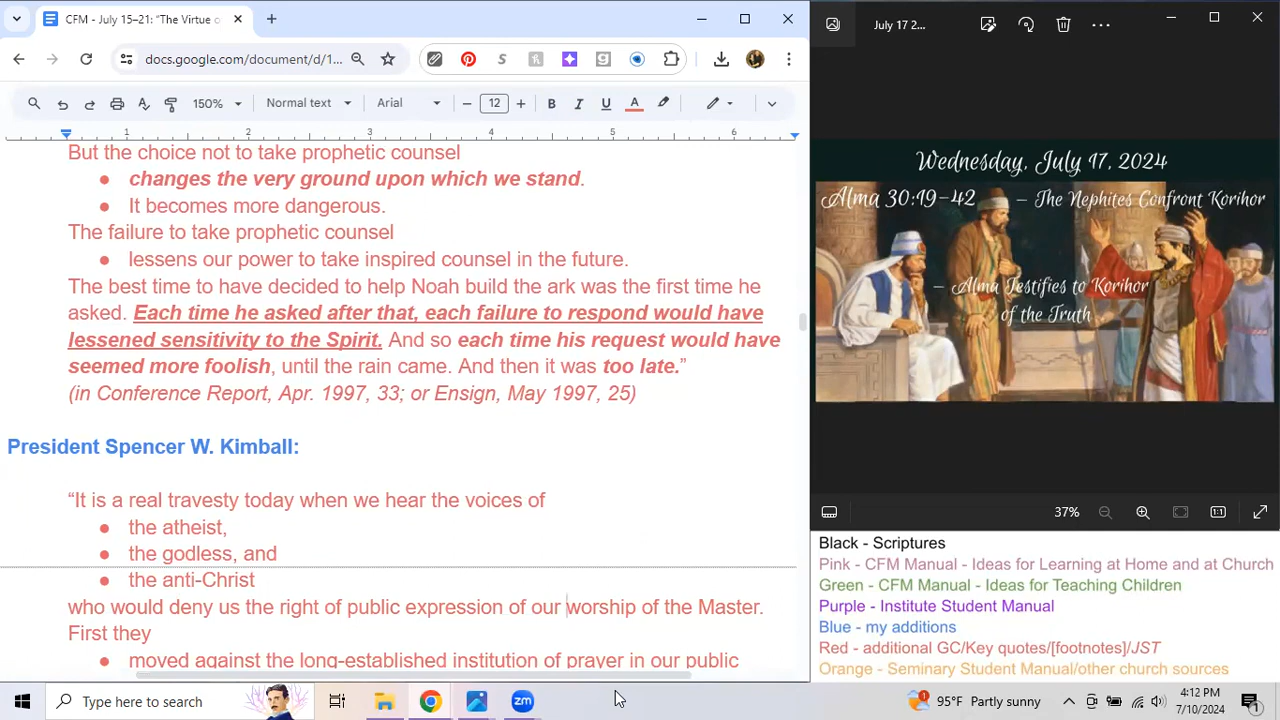 CFM - July 15–21: “The Virtue o
docs.google.com/document/d/1...
150%
Normal text
Arial
12
1
2
3
4
5
6
But the choice not to take prophetic counsel
● changes the very ground upon which we stand.
● It becomes more dangerous.
The failure to take prophetic counsel
● lessens our power to take inspired counsel in the future.
The best time to have decided to help Noah build the ark was the first time he
asked. Each time he asked after that, each failure to respond would have
lessened sensitivity to the Spirit. And so each time his request would have
seemed more foolish, until the rain came. And then it was too late.”
(in Conference Report, Apr. 1997, 33; or Ensign, May 1997, 25)
President Spencer W. Kimball:
“It is a real travesty today when we hear the voices of
● the atheist,
● the godless, and
● the anti-Christ
who would deny us the right of public expression of our worship of the Master.
First they
● moved against the long-established institution of prayer in our public
July 17 2...
Wednesday, July 17, 2024
Alma 30:19–42 – The Nephites Confront Korihor
– Alma Testifies to Korihor
of the Truth
37%
1:1
Black - Scriptures
Pink - CFM Manual - Ideas for Learning at Home and at Church
Green - CFM Manual - Ideas for Teaching Children
Purple - Institute Student Manual
Blue - my additions
Red - additional GC/Key quotes/[footnotes]/JST
Orange - Seminary Student Manual/other church sources
Type here to search
zm
95°F Partly sunny
4:12 PM
7/10/2024
1